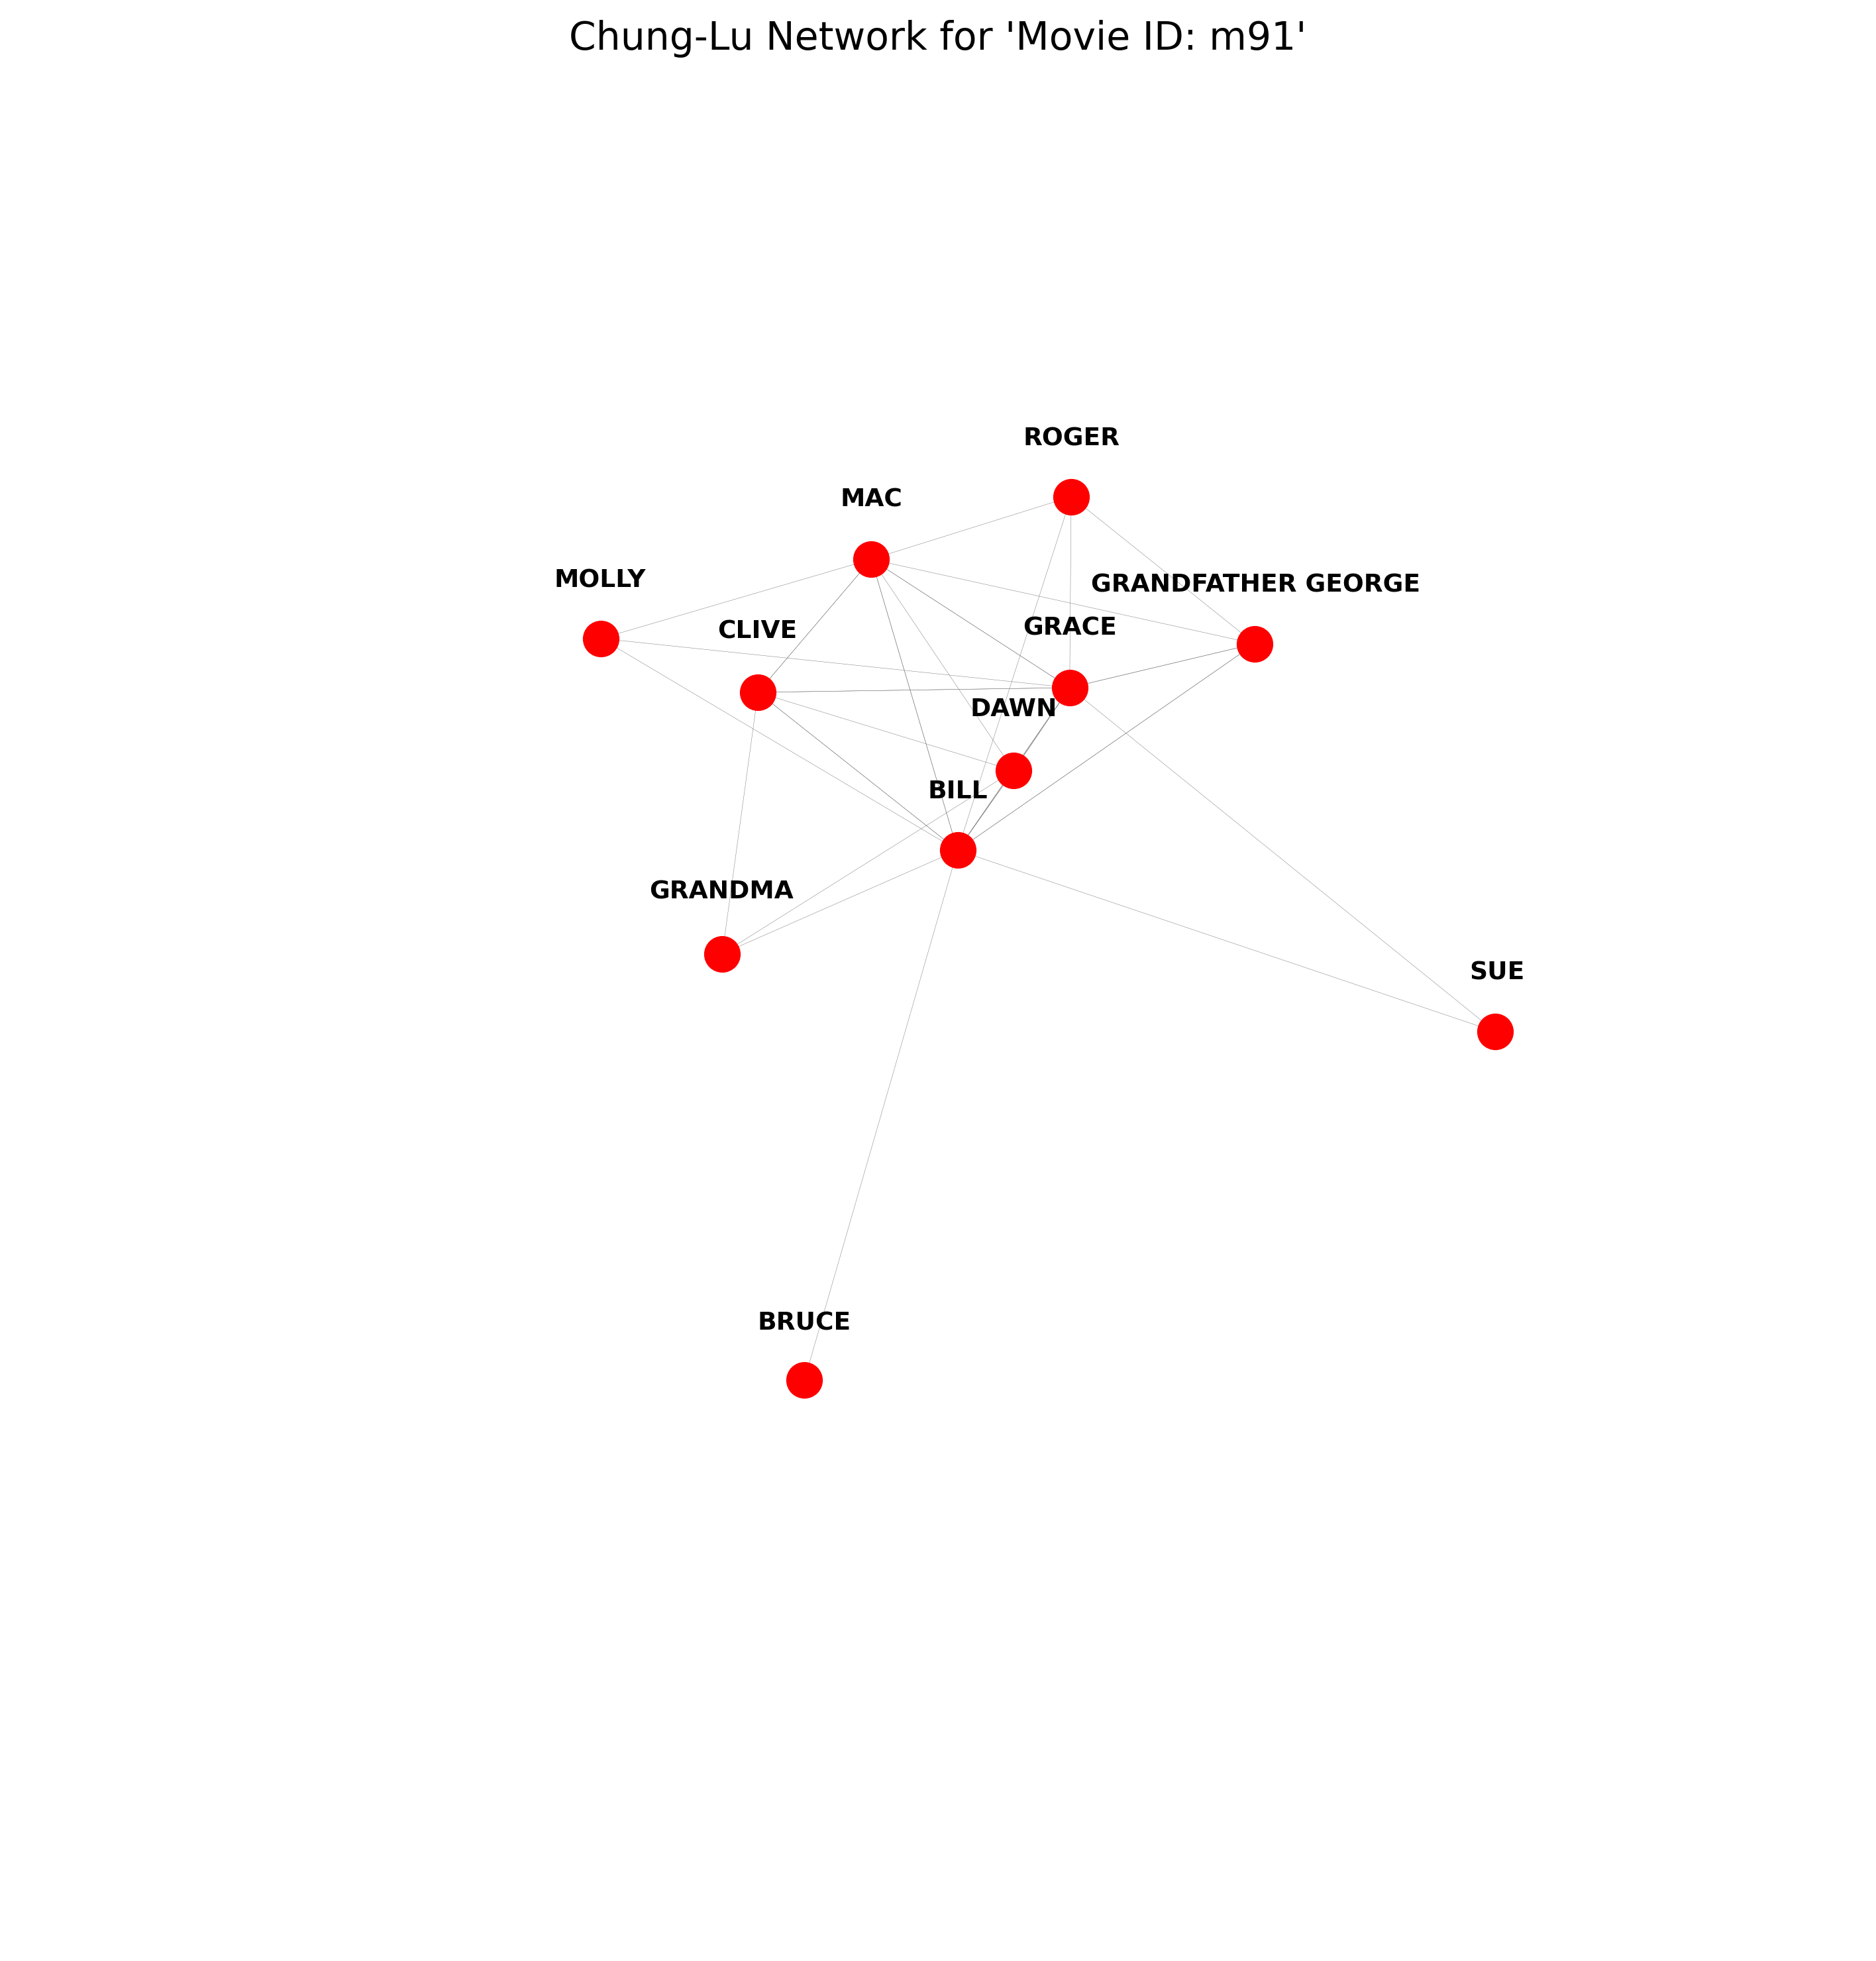 Chung-Lu Network for 'Movie ID: m91'
ROGER
MAC
MOLLY
GRANDFATHER GEORGE
CLIVE
GRACE
DAWN
BILL
GRANDMA
SUE
BRUCE